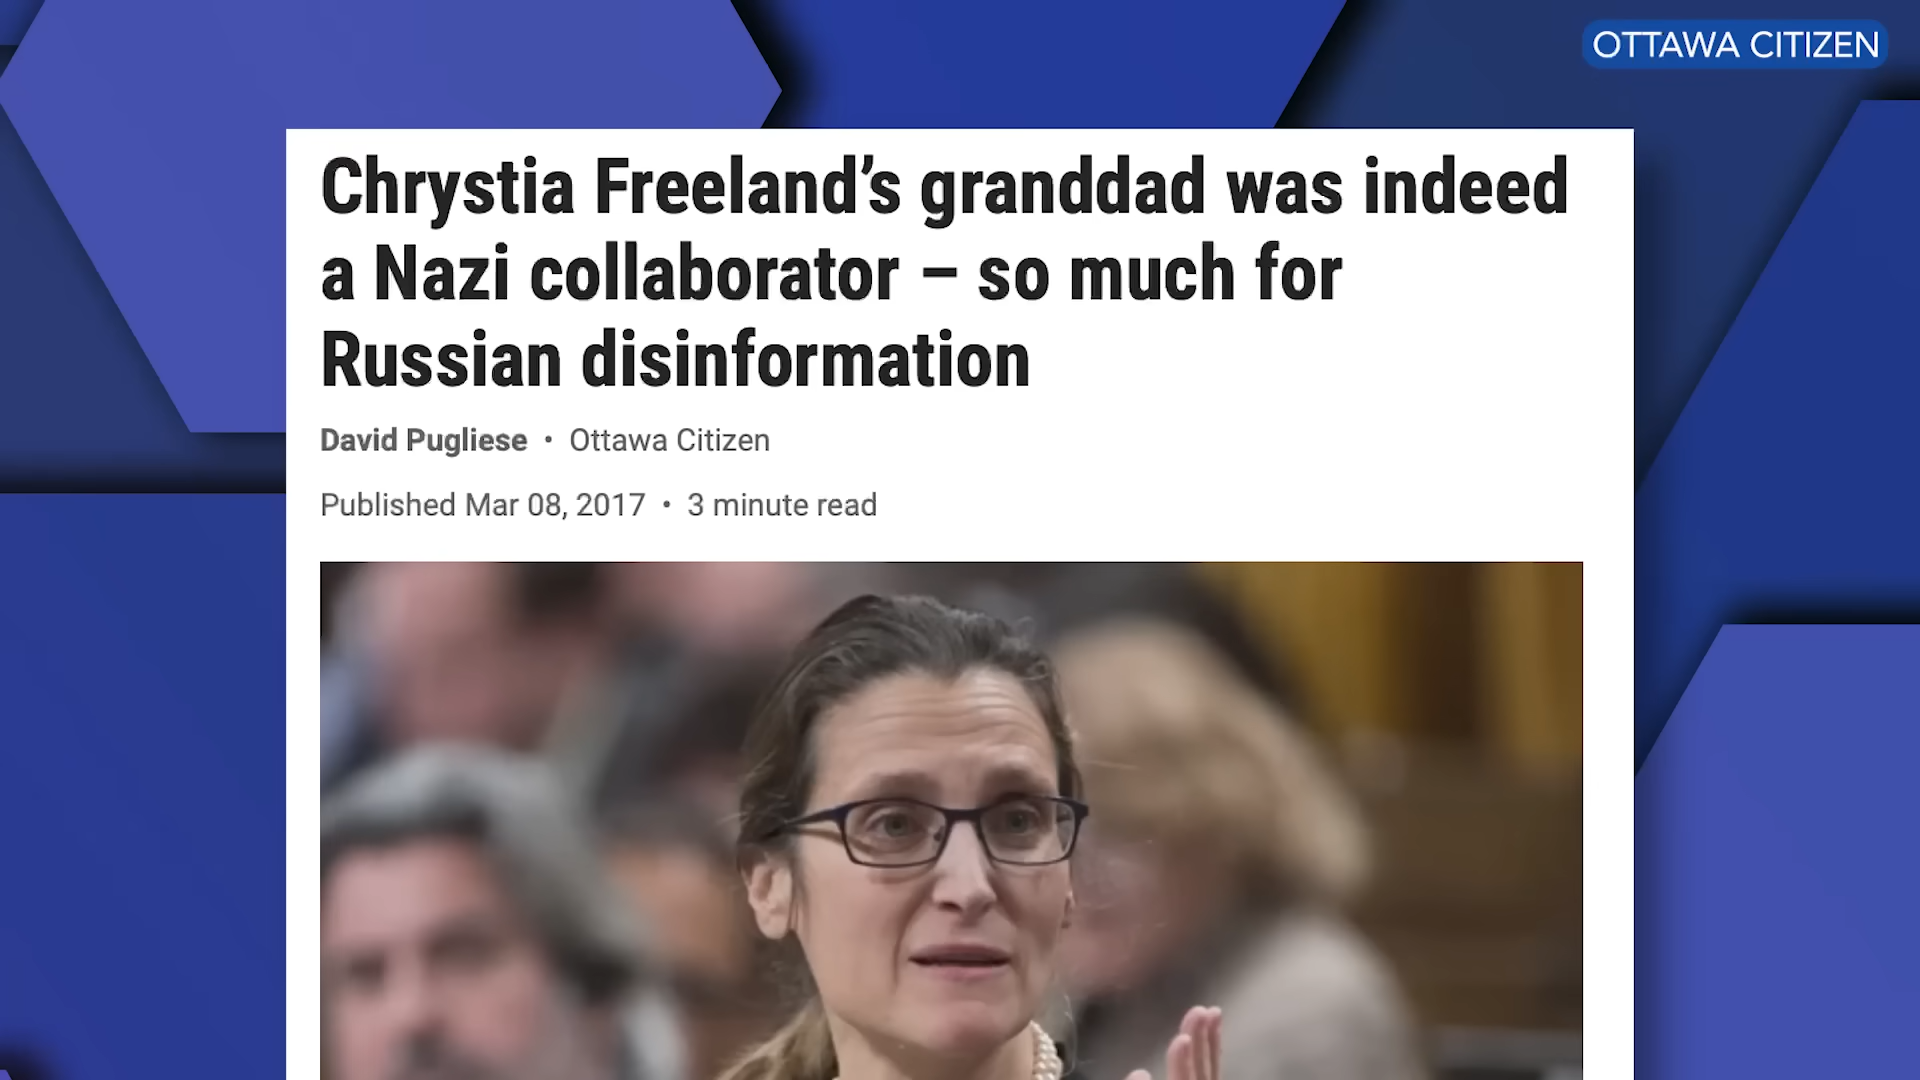 OTTAWA CITIZEN
Chrystia Freeland’s granddad was indeed
a Nazi collaborator – so much for
Russian disinformation
David Pugliese • Ottawa Citizen
Published Mar 08, 2017 • 3 minute read